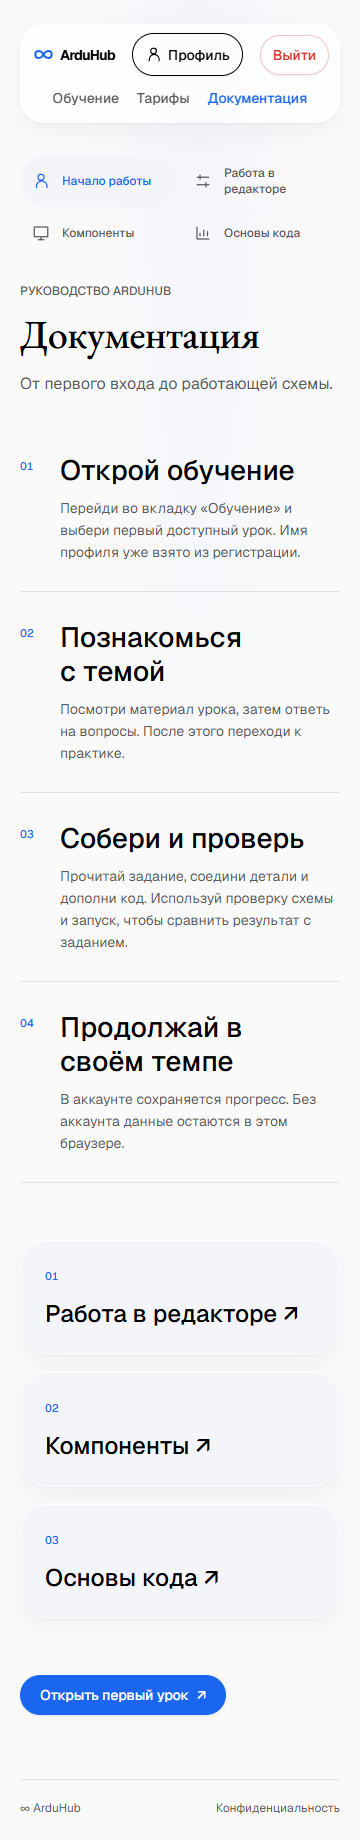 ArduHub
Профиль
Выйти
Обучение Тарифы Документация
Начало работы
Работа в
редакторе
Компоненты
Основы кода
РУКОВОДСТВО ARDUHUB
Документация
От первого входа до работающей схемы.
01
Открой обучение
Перейди во вкладку «Обучение» и
выбери первый доступный урок. Имя
профиля уже взято из регистрации.
02
Познакомься
с темой
Посмотри материал урока, затем ответь
на вопросы. После этого переходи к
практике.
03
Собери и проверь
Прочитай задание, соедини детали и
дополни код. Используй проверку схемы
и запуск, чтобы сравнить результат с
заданием.
04
Продолжай в
своём темпе
В аккаунте сохраняется прогресс. Без
аккаунта данные остаются в этом
браузере.
01
Работа в редакторе ↗
02
Компоненты ↗
03
Основы кода ↗
Открыть первый урок ↗
∞ ArduHub
Конфиденциальность